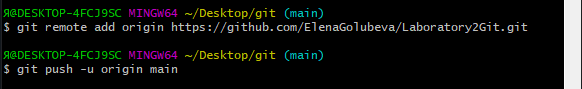 Я@DESKTOP-4FCJ9SC MINGW64 ~/Desktop/git (main)
$ git remote add origin https://github.com/ElenaGolubeva/Laboratory2Git.git
Я@DESKTOP-4FCJ9SC MINGW64 ~/Desktop/git (main)
$ git push -u origin main